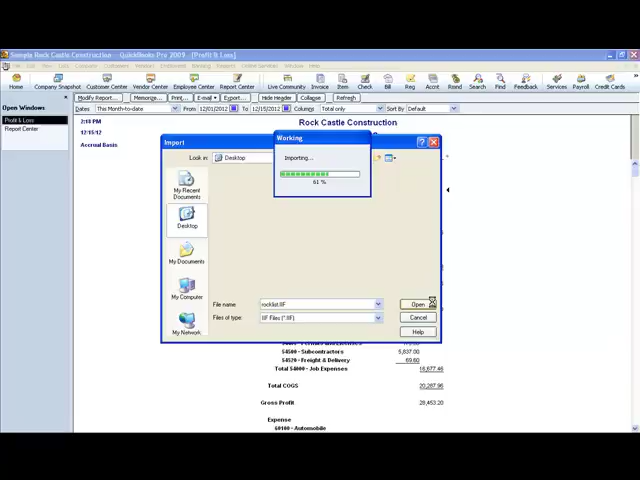 Sample Rock Castle Construction - QuickBooks Pro 2009 - [Profit & Loss]
Home Company Snapshot Customer Center Vendor Center Employee Center Report Center Live Community Invoice Item Check Bill Reg Accnt Rmnd Search Find Feedback Services Payroll Credit Cards
Open Windows
Modify Report... Memorize... Print... E-mail Export... Hide Header Collapse Refresh
Dates This Month-to-date From 12/01/2012 To 12/15/2012 Columns Total only Sort By Default
Profit & Loss
Report Center
2:18 PM
12/15/12
Accrual Basis
Rock Castle Construction
Import
Look in: Desktop
Working
Importing...
61 %
My Recent
Documents
Desktop
My Documents
My Computer
My Network
File name rocklist.IIF Open
Files of type: IIF Files (*.IIF) Cancel
Help
54500 · Subcontractors 5,837.00
54520 · Freight & Delivery 69.60
Total 54000 · Job Expenses 16,677.46
Total COGS 20,287.96
Gross Profit 28,453.20
Expense
60100 · Automobile